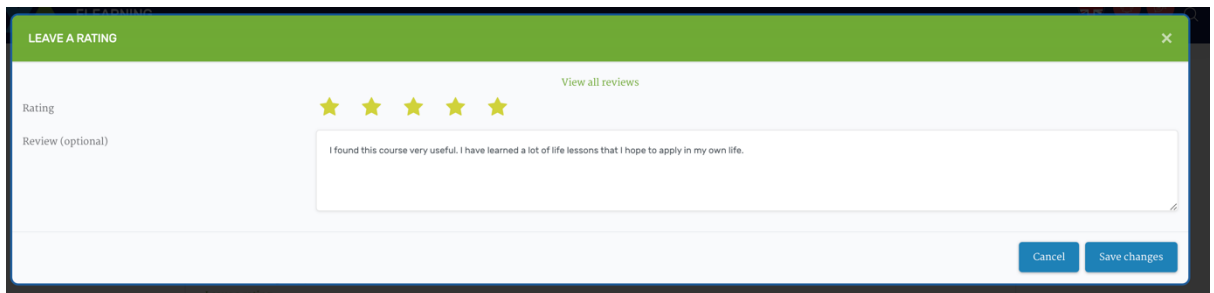 ELEARNING
LEAVE A RATING
View all reviews
Rating
Review (optional)
I found this course very useful. I have learned a lot of life lessons that I hope to apply in my own life.
Cancel
Save changes